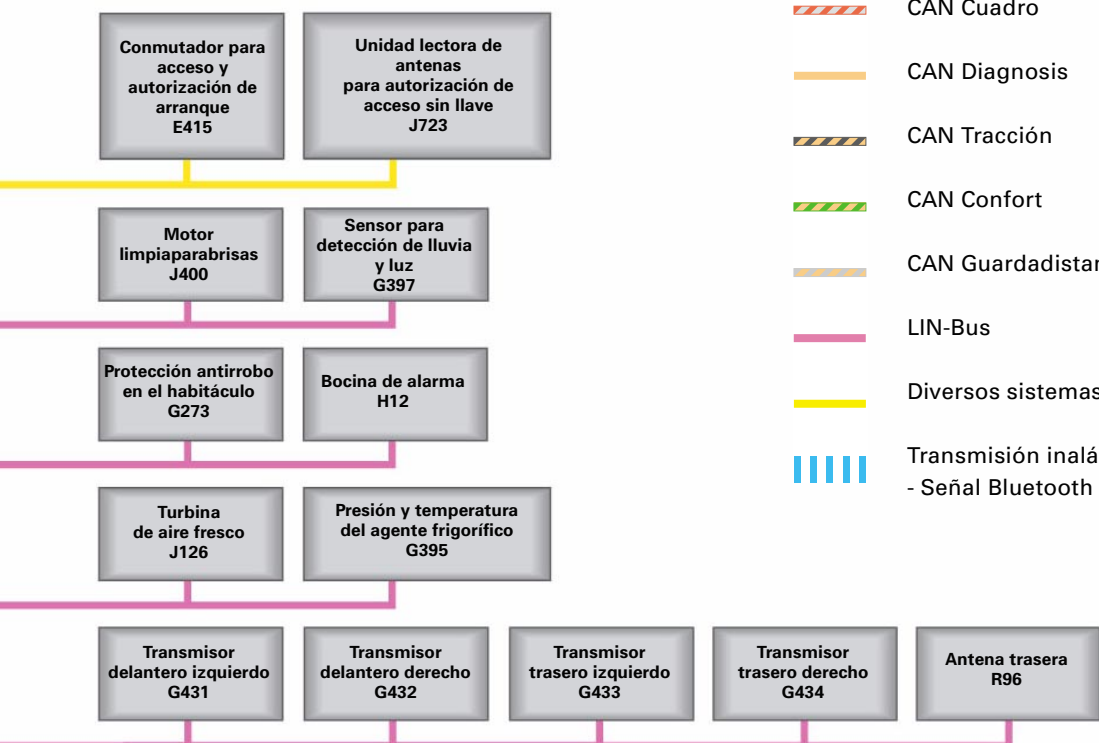 Conmutador para
acceso y
autorización de
arranque
E415
Unidad lectora de
antenas
para autorización de
acceso sin llave
J723
Motor
limpiaparabrisas
J400
Sensor para
detección de lluvia
y luz
G397
Protección antirrobo
en el habitáculo
G273
Bocina de alarma
H12
Turbina
de aire fresco
J126
Presión y temperatura
del agente frigorífico
G395
Transmisor
delantero izquierdo
G431
Transmisor
delantero derecho
G432
Transmisor
trasero izquierdo
G433
Transmisor
trasero derecho
G434
Antena trasera
R96
CAN Cuadro
CAN Diagnosis
CAN Tracción
CAN Confort
CAN
LIN-Bus
Diversos sistemas
Transmisión
- Señal Bluetooth